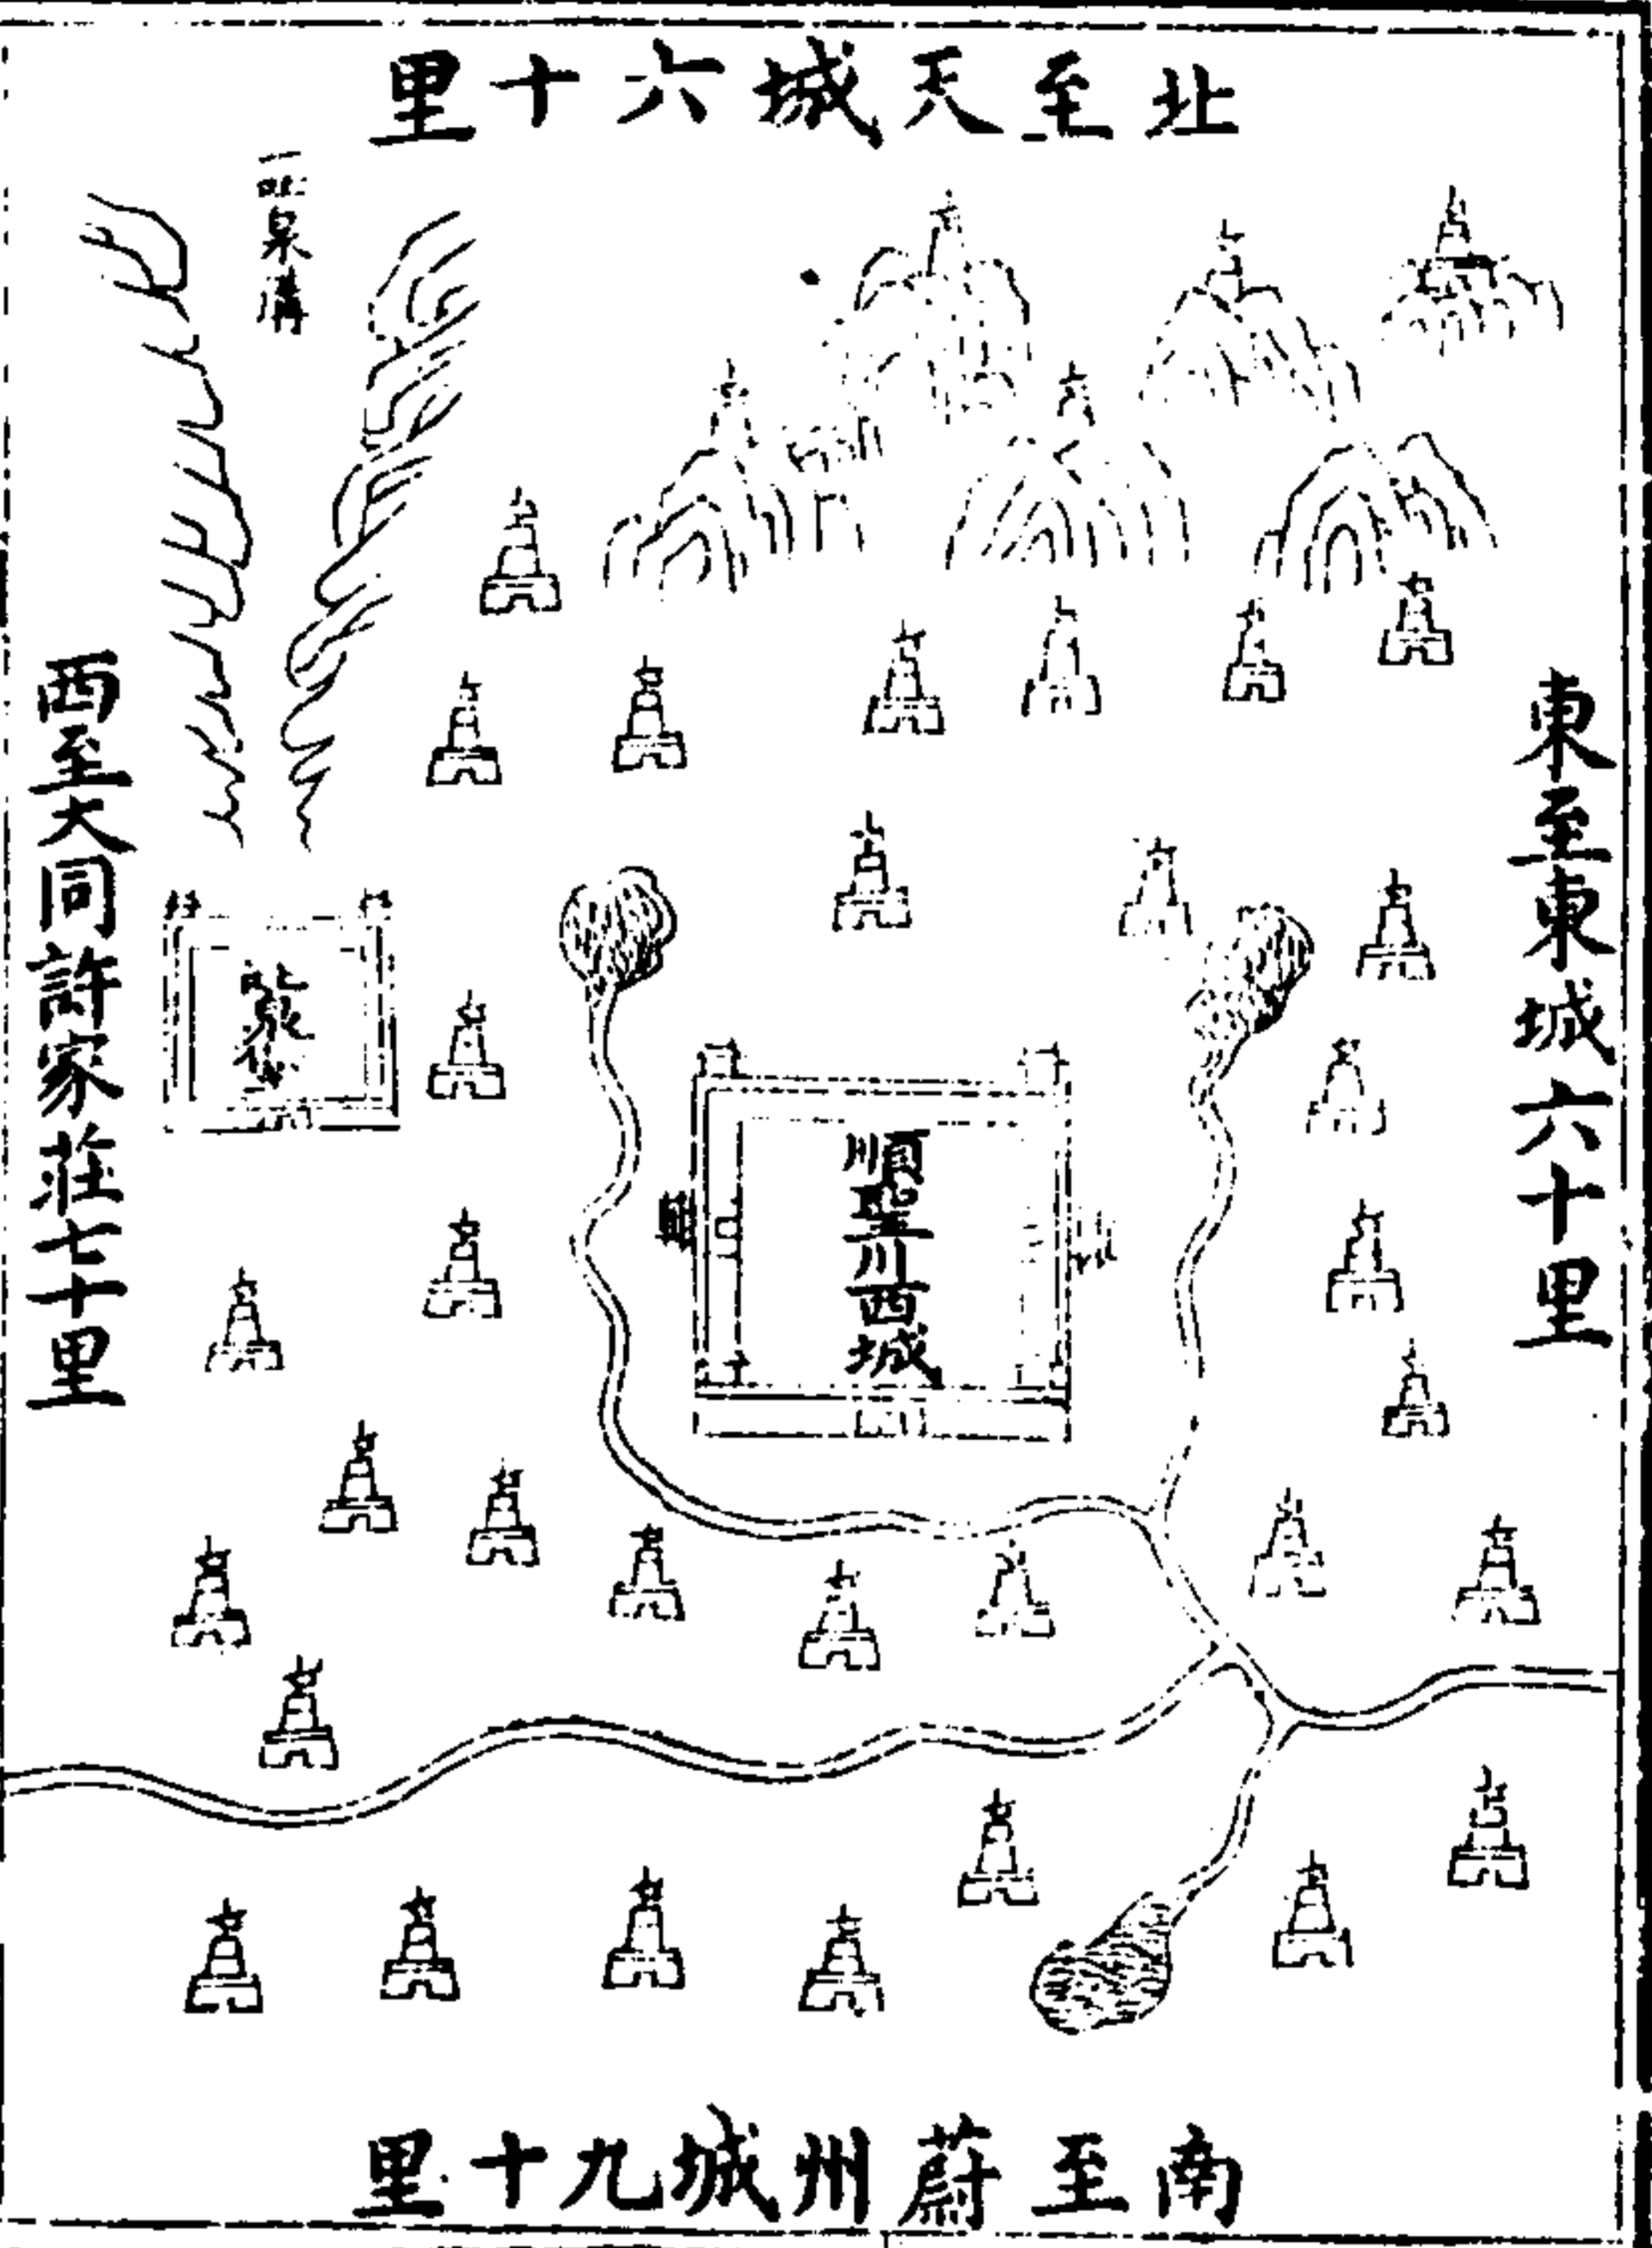 北至天城六十里
東至東城六十里
泉溝
順聖川西城
西至大同許家莊七十里
南至蔚州城九十里